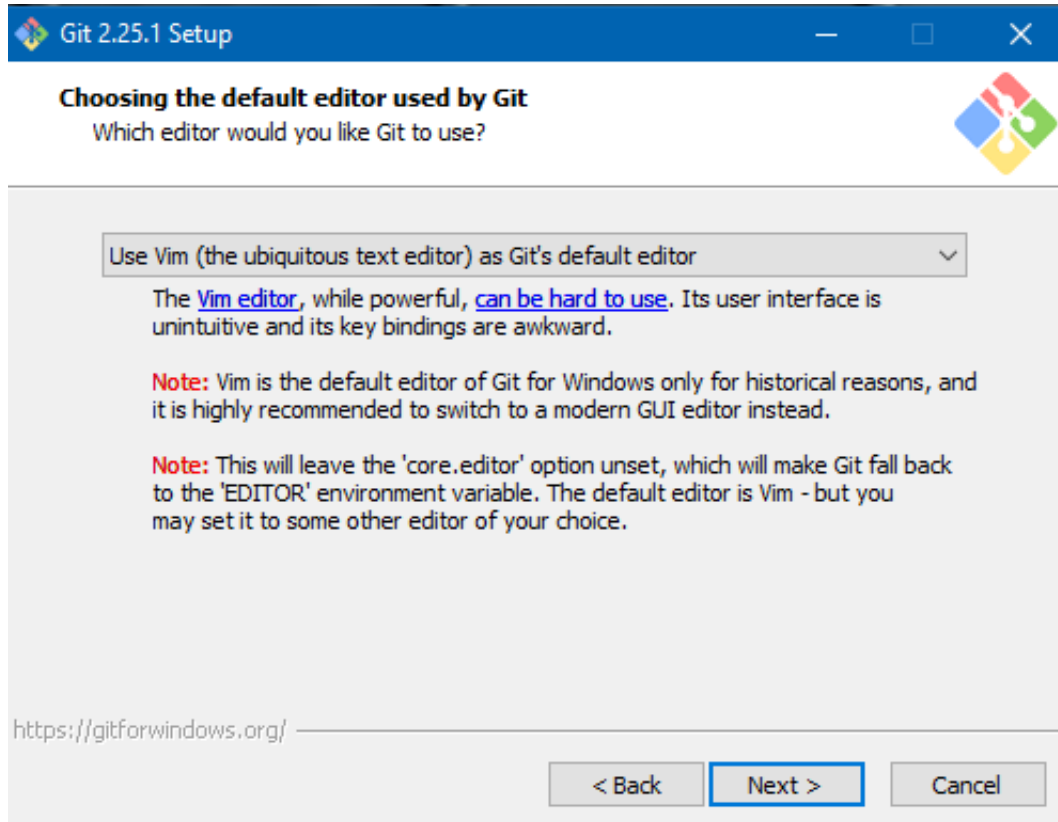 Git 2.25.1 Setup
Choosing the default editor used by Git
Which editor would you like Git to use?
Use Vim (the ubiquitous text editor) as Git's default editor
The Vim editor, while powerful, can be hard to use. Its user interface is
unintuitive and its key bindings are awkward.
Note: Vim is the default editor of Git for Windows only for historical reasons, and
it is highly recommended to switch to a modern GUI editor instead.
Note: This will leave the 'core.editor' option unset, which will make Git fall back
to the 'EDITOR' environment variable. The default editor is Vim - but you
may set it to some other editor of your choice.
https://gitforwindows.org/
< Back
Next >
Cancel